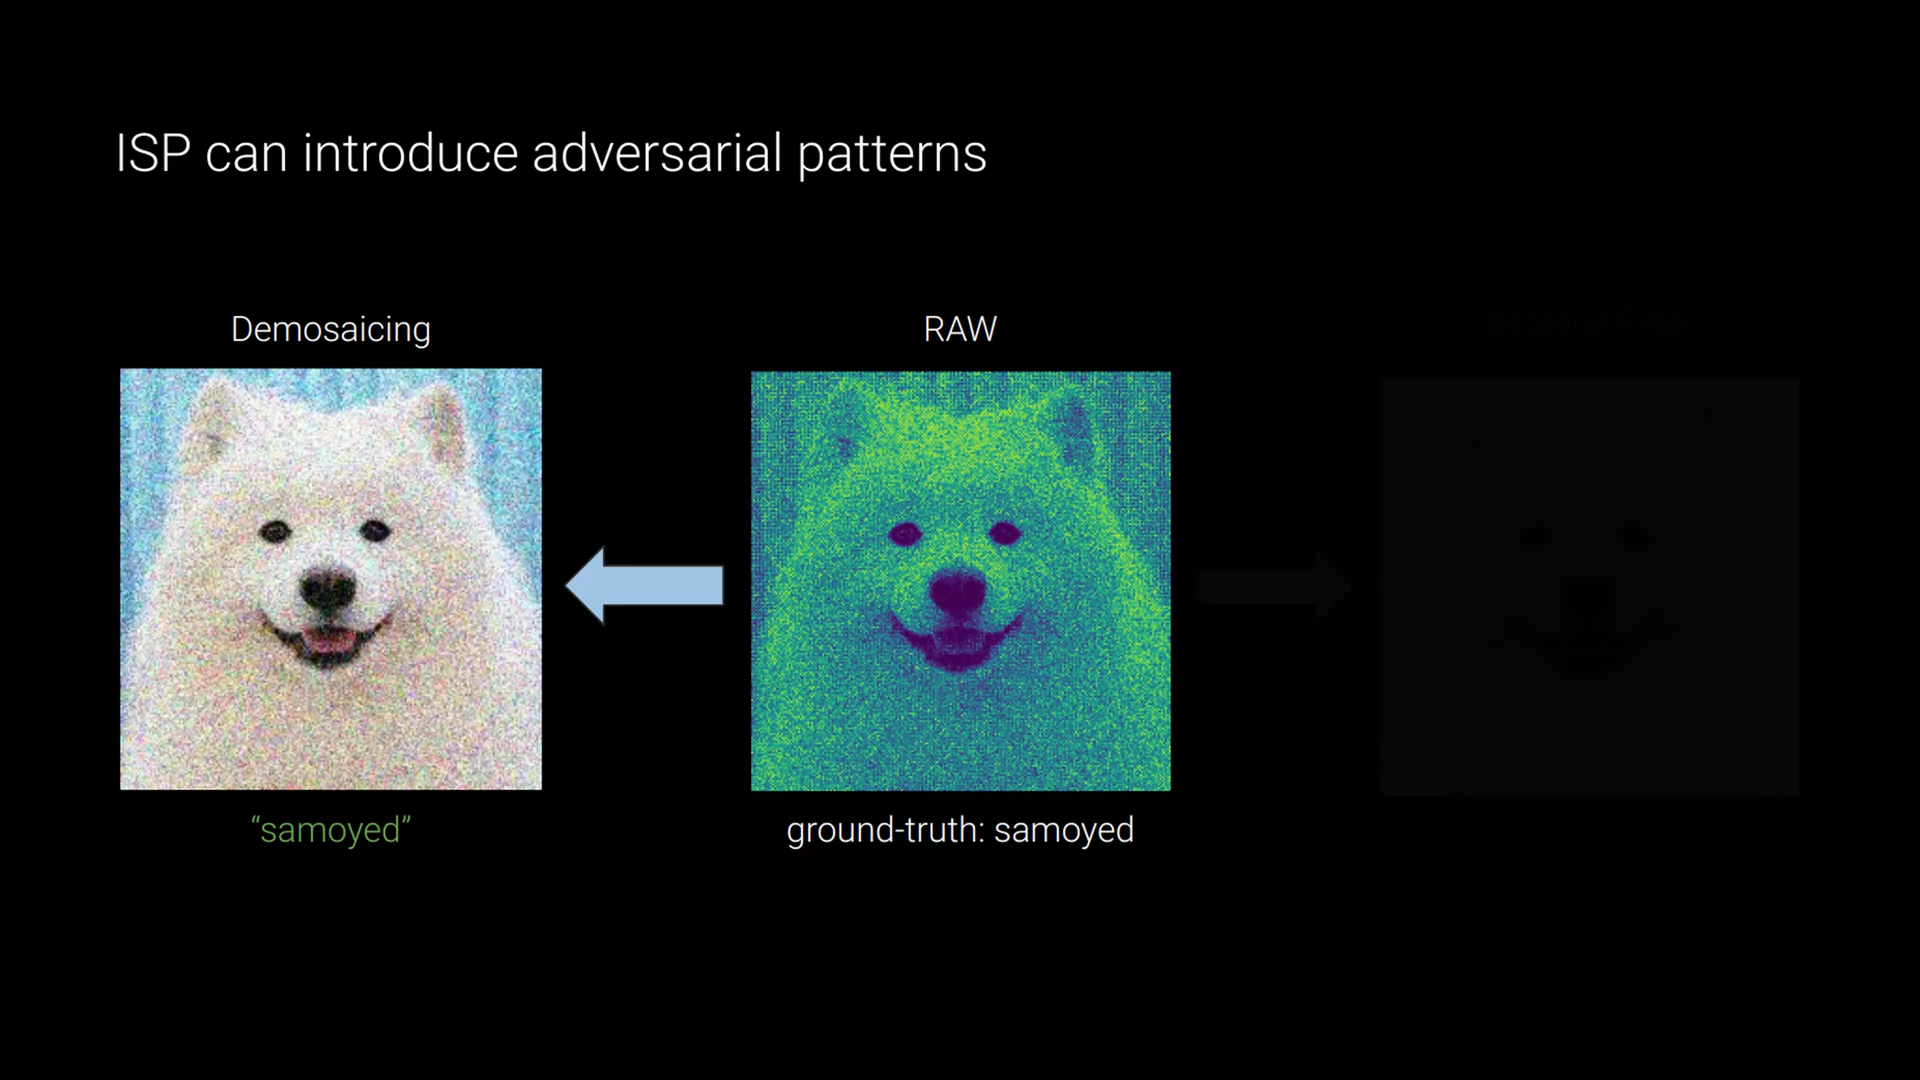 ISP can introduce adversarial patterns
Demosaicing
RAW
“samoyed”
ground-truth: samoyed